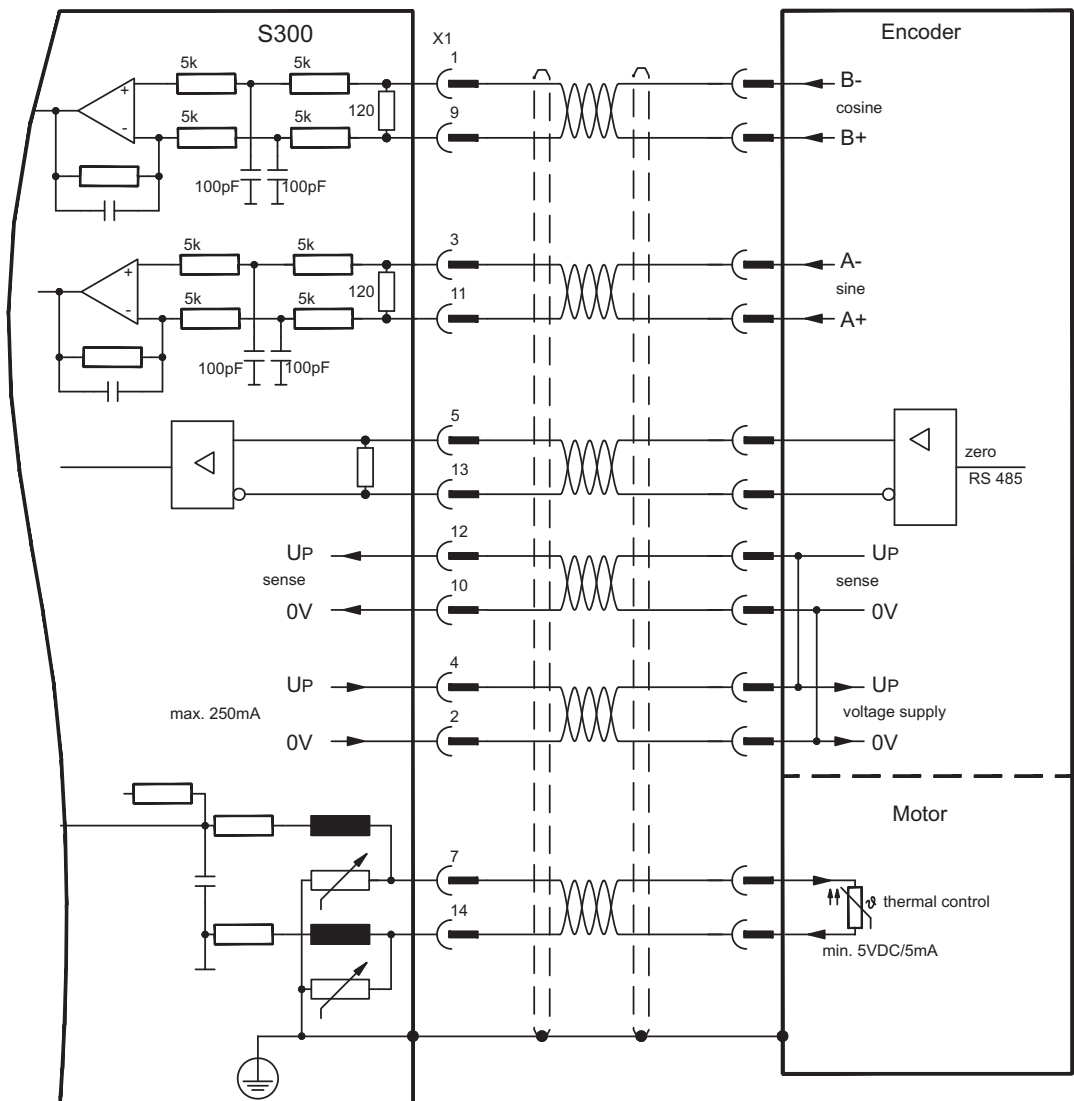 S300
X1
Encoder
1
5k
5k
B-
cosine
120
9
5k
5k
B+
+
-
100pF
100pF
3
5k
5k
A-
sine
120
11
5k
5k
A+
+
-
100pF
100pF
5
zero
13
RS 485
12
UP
UP
sense
sense
10
0V
0V
4
UP
UP
max. 250mA
voltage supply
2
0V
0V
Motor
7
ϑ thermal control
14
min. 5VDC/5mA